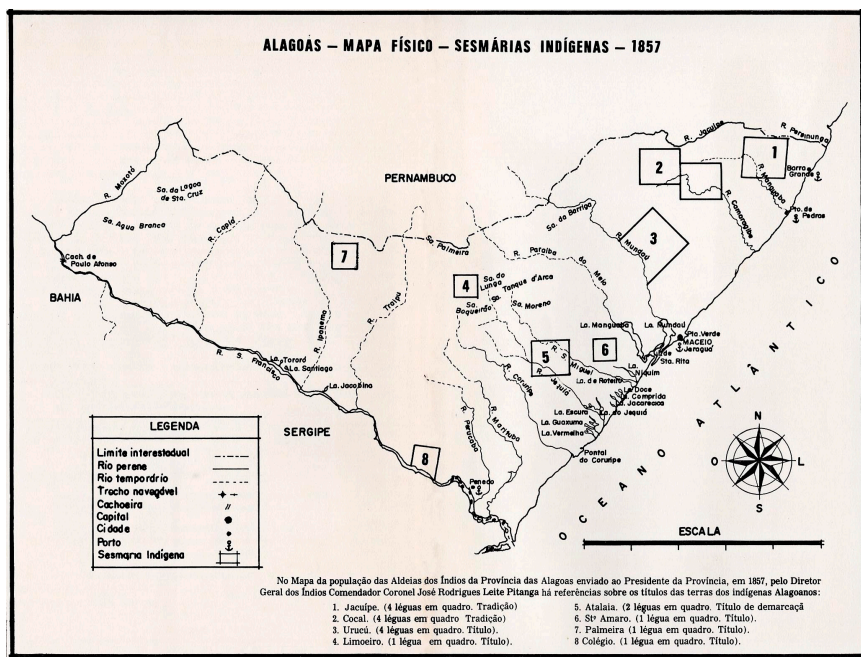 ALAGOAS – MAPA FÍSICO – SESMÁRIAS INDÍGENAS – 1857
R. Jacuípe
R. Persinunga
1
Barra Grande
2
R. Manguaba
Pto. de Pedras
R. Camaragibe
R. Moxotó
Sa. da Lagoa de Sta. Cruz
PERNAMBUCO
Sa. Agua Branca
R. Capiá
Sa. da Barriga
R. Mundaú
3
Cach. de Paulo Afonso
7
Sa. Palmeira
R. Paraiba do Meio
BAHIA
R. Ipanema
R. Traipú
4
Sa. do Lunga
Sa. Tanque d'Arca
Sa. Boqueirão
Sa. Moreno
La. Manguaba
La. Mundaú
Pta. Verde
MACEIO
Jeraguá
R. S. Francisco
La. Tororó
La. Santiago
5
R. S. Miguel
6
Sta. Rita
La. Niquim
R. Jequiá
La. de Roteiro
La. Doce
La. Comprida
La. Jacarecica
La. Jacobina
R. Coruripe
La. Escura
La. do Jequiá
La. Guaxuma
La. Vermelha
SERGIPE
R. Perucaba
R. Marituba
Pontal do Coruripe
8
Penedo
OCEANO ATLÂNTICO
N
O
L
S
ESCALA
LEGENDA
Limite interestadual
Rio perene
Rio temporário
Trecho navegável
Cachoeira
Capital
Cidade
Porto
Sesmaria Indígena
No Mapa da população das Aldeias dos Índios da Província das Alagoas enviado ao Presidente da Província, em 1857, pelo Diretor
Geral dos Índios Comendador Coronel José Rodrigues Leite Pitanga há referências sobre os títulos das terras dos indígenas Alagoanos:
1. Jacuípe. (4 léguas em quadro. Tradição)
2. Cocal. (4 léguas em quadro Tradição)
3. Urucú. (4 léguas em quadro. Título).
4. Limoeiro. (1 légua em quadro. Título).
5. Atalaia. (2 léguas em quadro. Título de demarcaçã
6. Stº Amaro. (1 légua em quadro. Título).
7. Palmeira (1 légua em quadro. Título).
8 Colégio. (1 légua em quadro. Título).